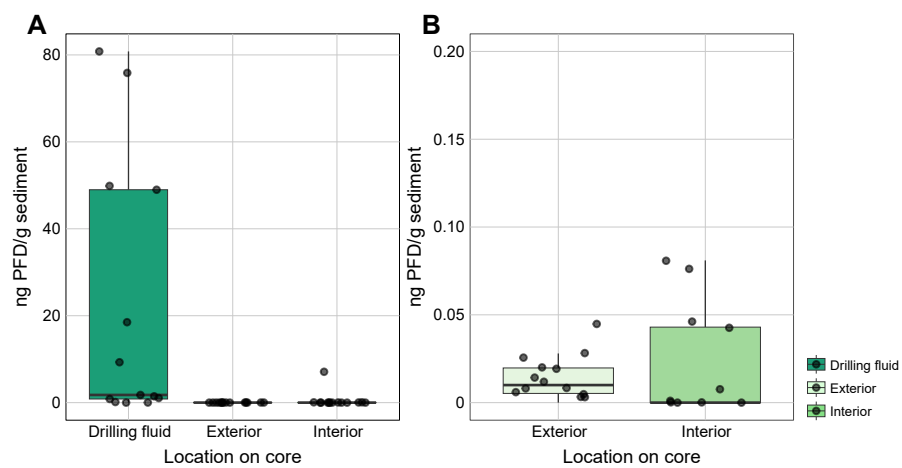 A
ng PFD/g sediment
80
60
40
20
0
Drilling fluid Exterior Interior
Location on core
B
ng PFD/g sediment
0.20
0.15
0.10
0.05
0
Exterior Interior
Location on core
Drilling fluid
Exterior
Interior